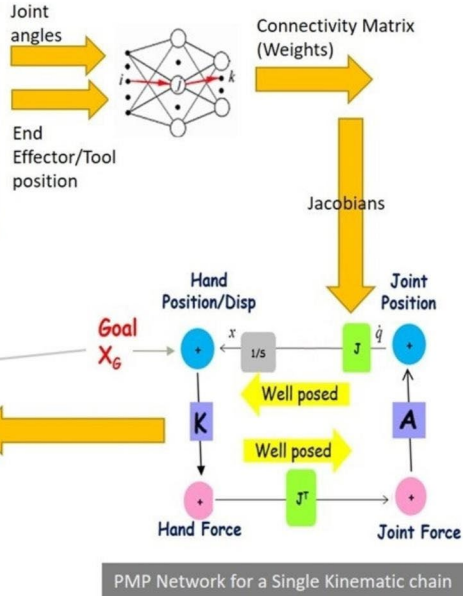 Joint
angles
Connectivity Matrix
(Weights)
i
j
k
End
Effector/Tool
position
Jacobians
Hand
Position/Disp
Joint
Position
Goal
X_G
+
x
1/S
J
q̇
+
Well posed
K
A
Well posed
+
Jᵀ
+
Hand Force
Joint Force
PMP Network for a Single Kinematic chain